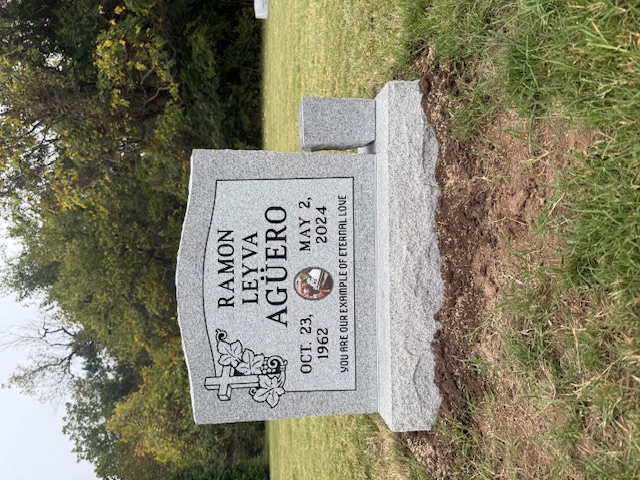 RAMON
LEYVA
AGÜERO
OCT. 23, 1962
MAY 2, 2024
YOU ARE OUR EXAMPLE OF ETERNAL LOVE